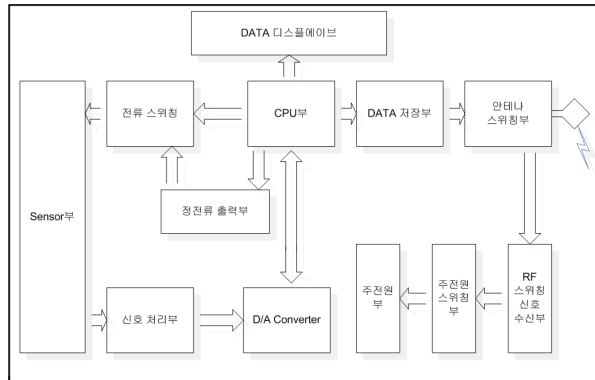 DATA 디스플에이브
전류 스위칭
CPU부
DATA 저장부
안테나
스위칭부
정전류 출력부
Sensor부
주전원
부
주전원
스위칭
부
RF
스위칭
신호
수신부
신호 처리부
D/A Converter